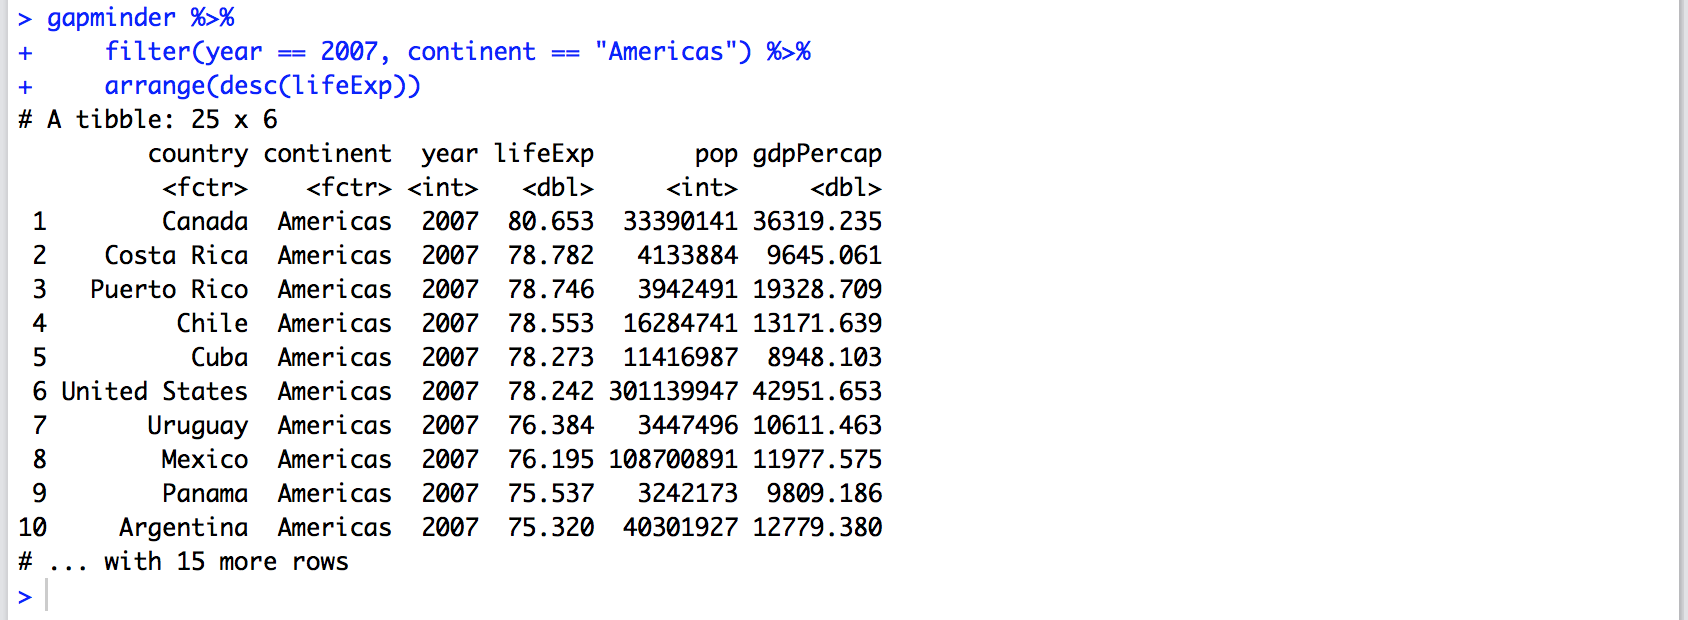 > gapminder %>%
+     filter(year == 2007, continent == "Americas") %>%
+     arrange(desc(lifeExp))
# A tibble: 25 x 6
         country continent  year lifeExp       pop gdpPercap
          <fctr>    <fctr> <int>   <dbl>     <int>     <dbl>
 1        Canada  Americas  2007  80.653  33390141 36319.235
 2    Costa Rica  Americas  2007  78.782   4133884  9645.061
 3   Puerto Rico  Americas  2007  78.746   3942491 19328.709
 4         Chile  Americas  2007  78.553  16284741 13171.639
 5          Cuba  Americas  2007  78.273  11416987  8948.103
 6 United States  Americas  2007  78.242 301139947 42951.653
 7       Uruguay  Americas  2007  76.384   3447496 10611.463
 8        Mexico  Americas  2007  76.195 108700891 11977.575
 9        Panama  Americas  2007  75.537   3242173  9809.186
10     Argentina  Americas  2007  75.320  40301927 12779.380
# ... with 15 more rows
>